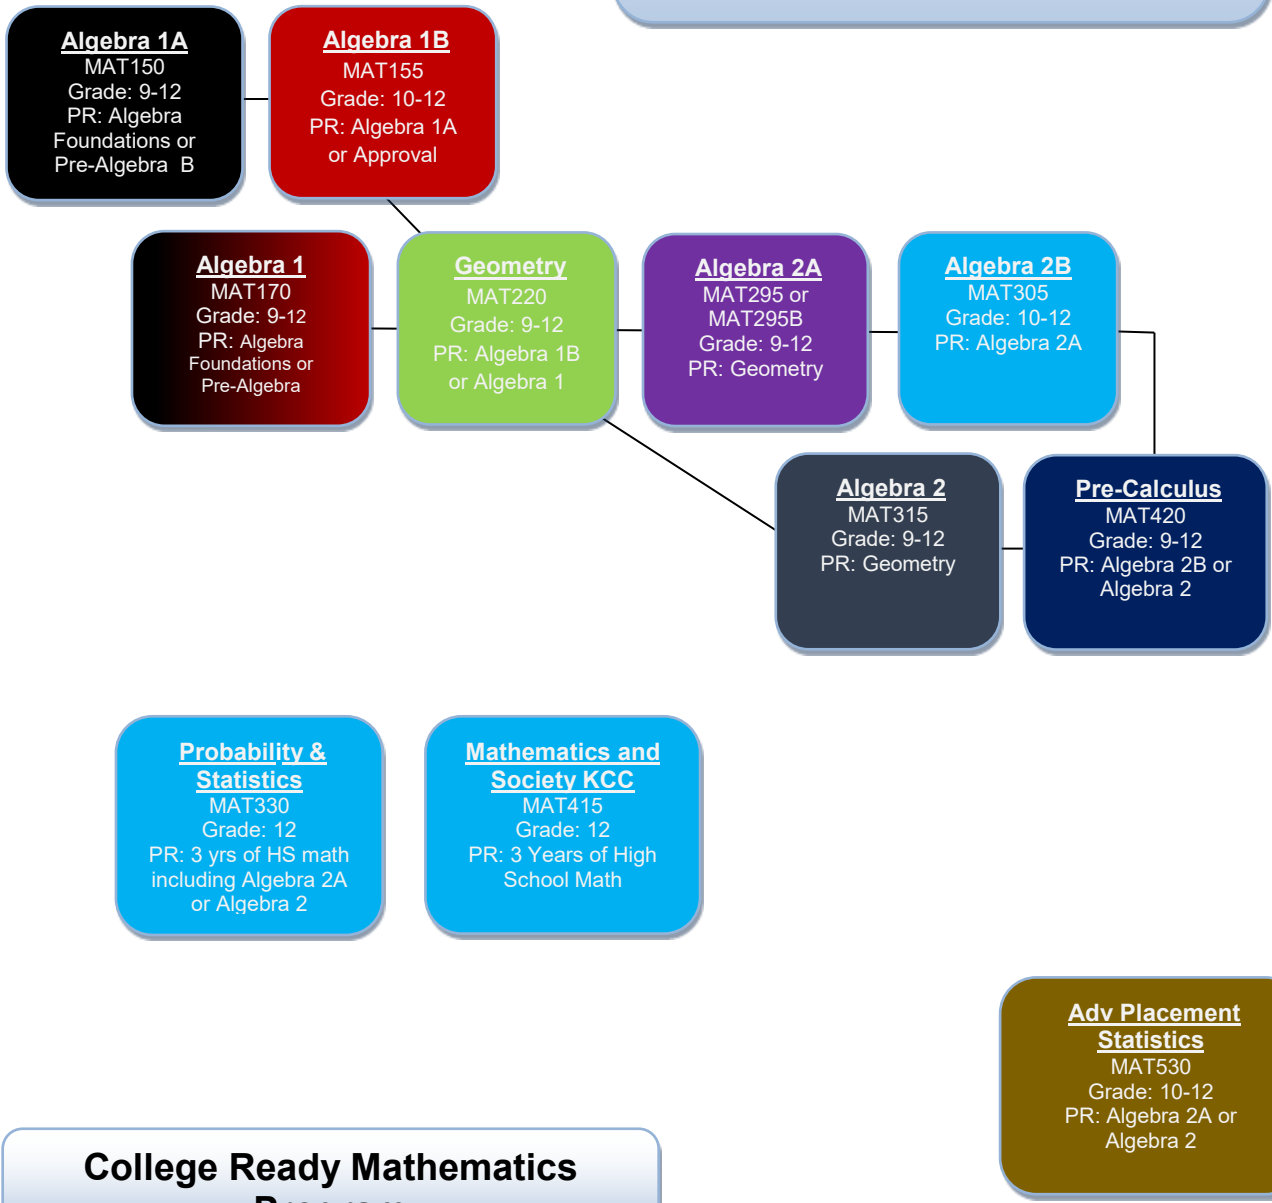 Algebra 1A
MAT150
Grade: 9-12
PR: Algebra
Foundations or
Pre-Algebra B
Algebra 1B
MAT155
Grade: 10-12
PR: Algebra 1A
or Approval
Algebra 1
MAT170
Grade: 9-12
PR: Algebra
Foundations or
Pre-Algebra
Geometry
MAT220
Grade: 9-12
PR: Algebra 1B
or Algebra 1
Algebra 2A
MAT295 or
MAT295B
Grade: 9-12
PR: Geometry
Algebra 2B
MAT305
Grade: 10-12
PR: Algebra 2A
Algebra 2
MAT315
Grade: 9-12
PR: Geometry
Pre-Calculus
MAT420
Grade: 9-12
PR: Algebra 2B or
Algebra 2
Probability &
Statistics
MAT330
Grade: 12
PR: 3 yrs of HS math
including Algebra 2A
or Algebra 2
Mathematics and
Society KCC
MAT415
Grade: 12
PR: 3 Years of High
School Math
Adv Placement
Statistics
MAT530
Grade: 10-12
PR: Algebra 2A or
Algebra 2
College Ready Mathematics
Program